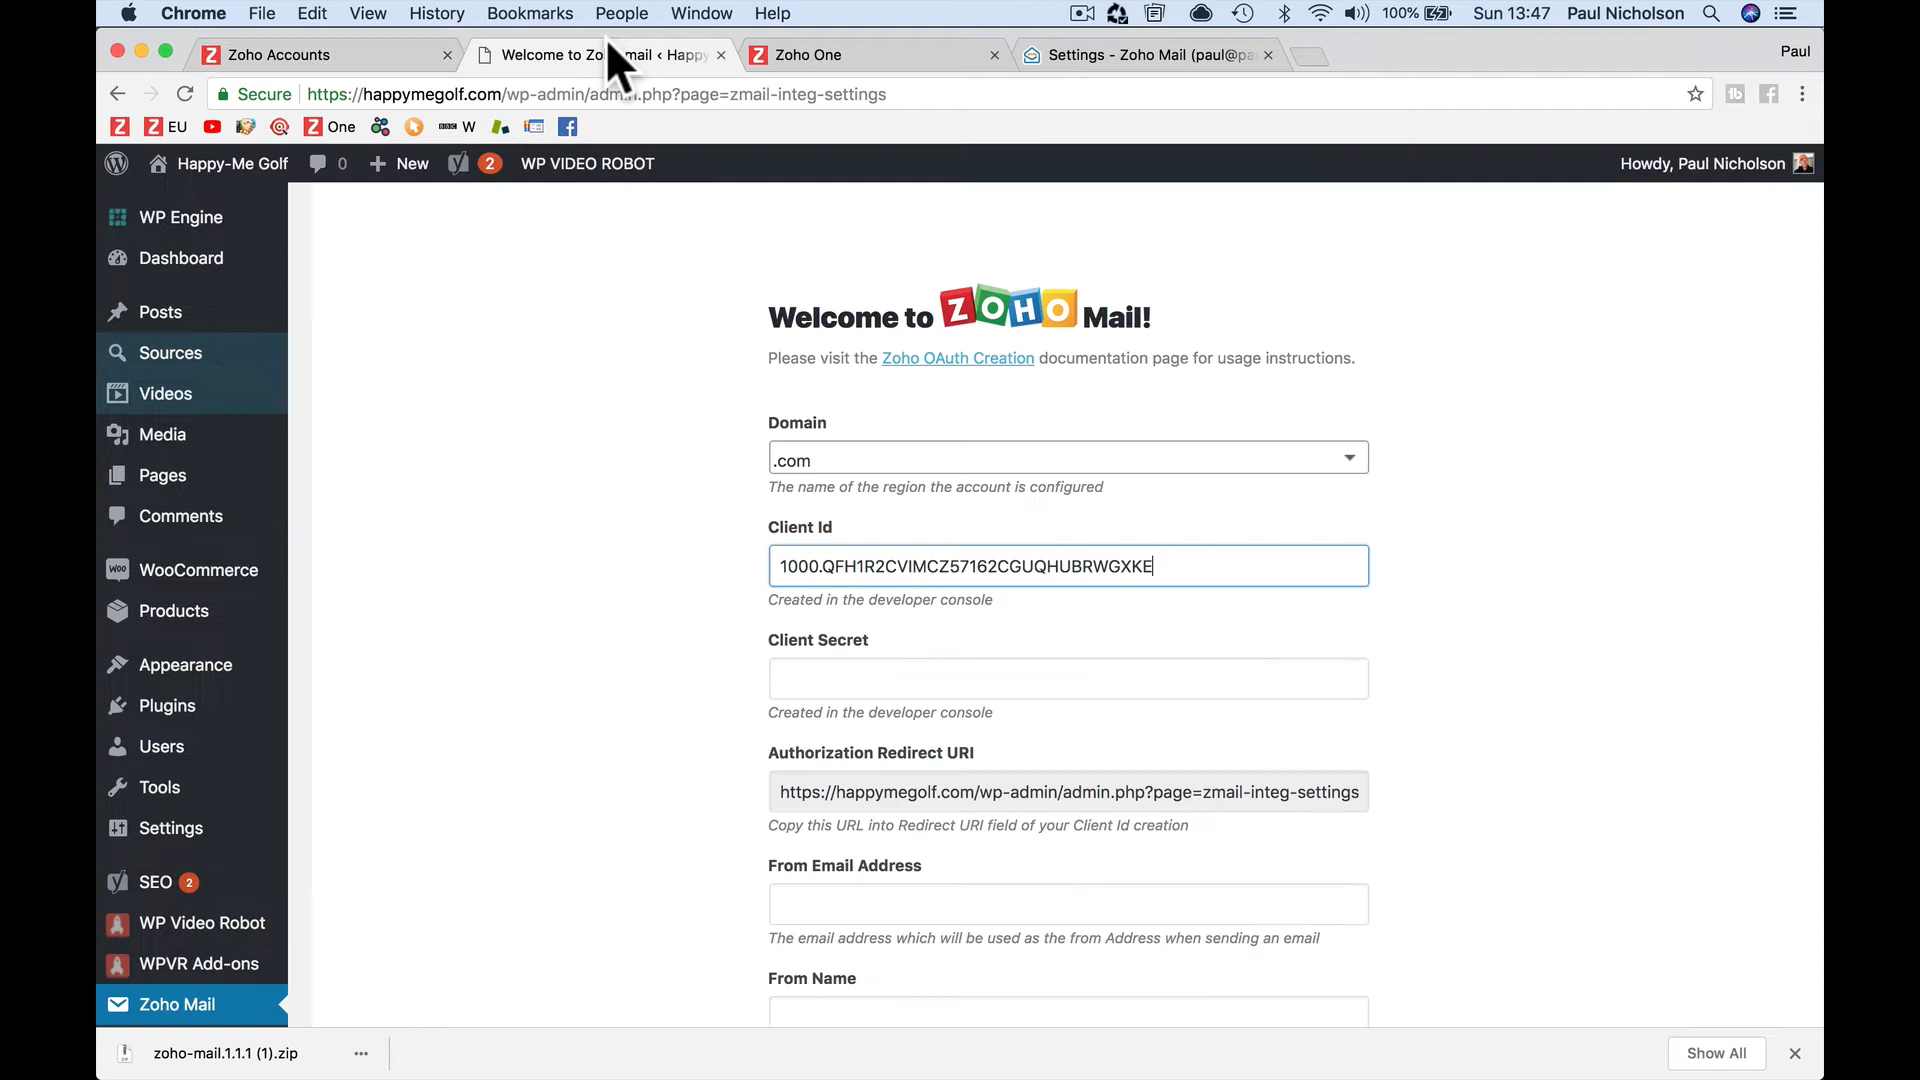 Chrome File Edit View History Bookmarks People Window Help 100% Sun 13:47 Paul Nicholson
Zoho Accounts
Welcome to Zo mail ‹ Happy
Zoho One
Settings - Zoho Mail (paul@pa
Paul
Secure https://happymegolf.com/wp-admin/admin.php?page=zmail-integ-settings
EU One W
Happy-Me Golf 0 New 2 WP VIDEO ROBOT Howdy, Paul Nicholson
WP Engine
Dashboard
Posts
Sources
Videos
Media
Pages
Comments
WooCommerce
Products
Appearance
Plugins
Users
Tools
Settings
SEO 2
WP Video Robot
WPVR Add-ons
Zoho Mail
Welcome to ZOHO Mail!
Please visit the Zoho OAuth Creation documentation page for usage instructions.
Domain
.com
The name of the region the account is configured
Client Id
1000.QFH1R2CVIMCZ57162CGUQHUBRWGXKE
Created in the developer console
Client Secret
Created in the developer console
Authorization Redirect URI
https://happymegolf.com/wp-admin/admin.php?page=zmail-integ-settings
Copy this URL into Redirect URI field of your Client Id creation
From Email Address
The email address which will be used as the from Address when sending an email
From Name
zoho-mail.1.1.1 (1).zip
Show All